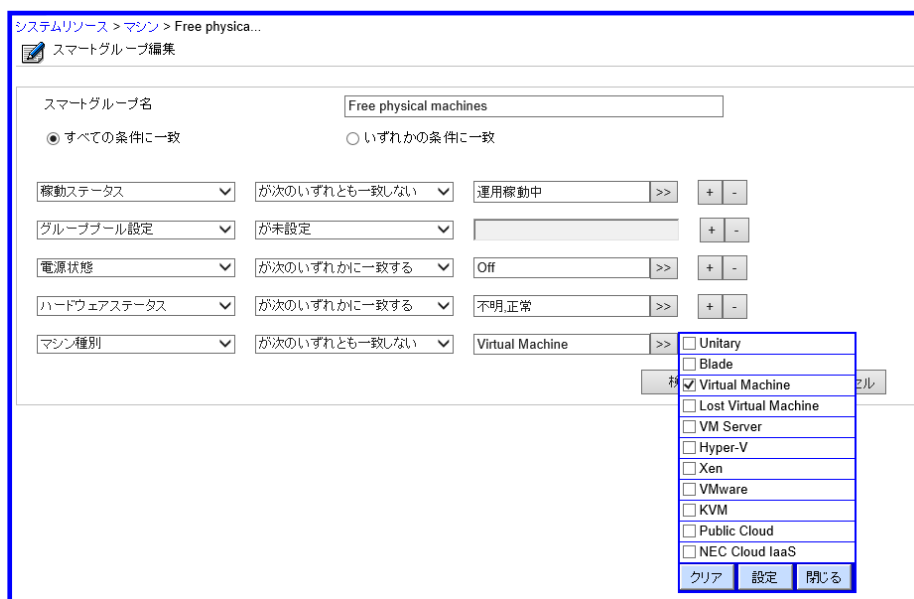 システムリソース > マシン > Free physica...
スマートグループ編集
スマートグループ名 Free physical machines
すべての条件に一致 いずれかの条件に一致
稼動ステータス が次のいずれとも一致しない 運用稼動中 >> + -
グループプール設定 が未設定 + -
電源状態 が次のいずれかに一致する Off >> + -
ハードウェアステータス が次のいずれかに一致する 不明,正常 >> + -
マシン種別 が次のいずれとも一致しない Virtual Machine >>
Unitary
Blade
Virtual Machine
Lost Virtual Machine
VM Server
Hyper-V
Xen
VMware
KVM
Public Cloud
NEC Cloud IaaS
クリア 設定 閉じる